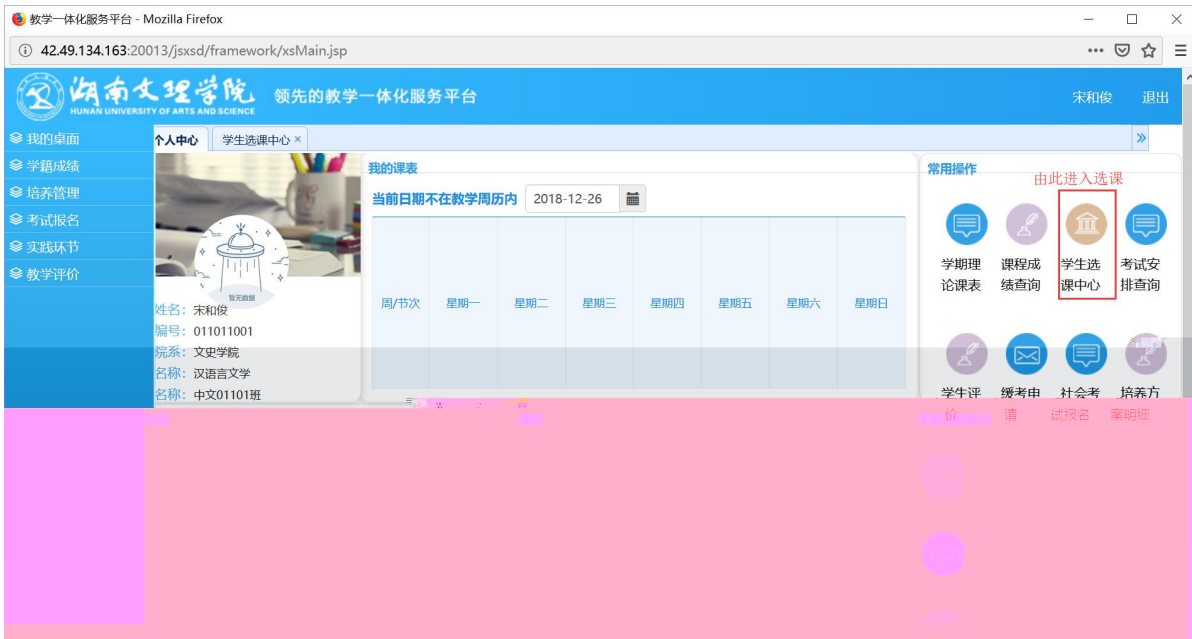 教学一体化服务平台 - Mozilla Firefox
42.49.134.163:20013/jsxsd/framework/xsMain.jsp
湖南文理学院
HUNAN UNIVERSITY OF ARTS AND SCIENCE
领先的教学一体化服务平台
宋和俊 退出
我的桌面
学籍成绩
培养管理
考试报名
实践环节
教学评价
个人中心 学生选课中心 ×
暂无数据
姓名：宋和俊
编号：011011001
院系：文史学院
名称：汉语言文学
名称：中文01101班
我的课表
当前日期不在教学周历内 2018-12-26
周/节次 星期一 星期二 星期三 星期四 星期五 星期六 星期日
常用操作
由此进入选课
学期理论课表
课程成绩查询
学生选课中心
考试安排查询
学生评价
缓考申请
社会考试报名
培养方案明细